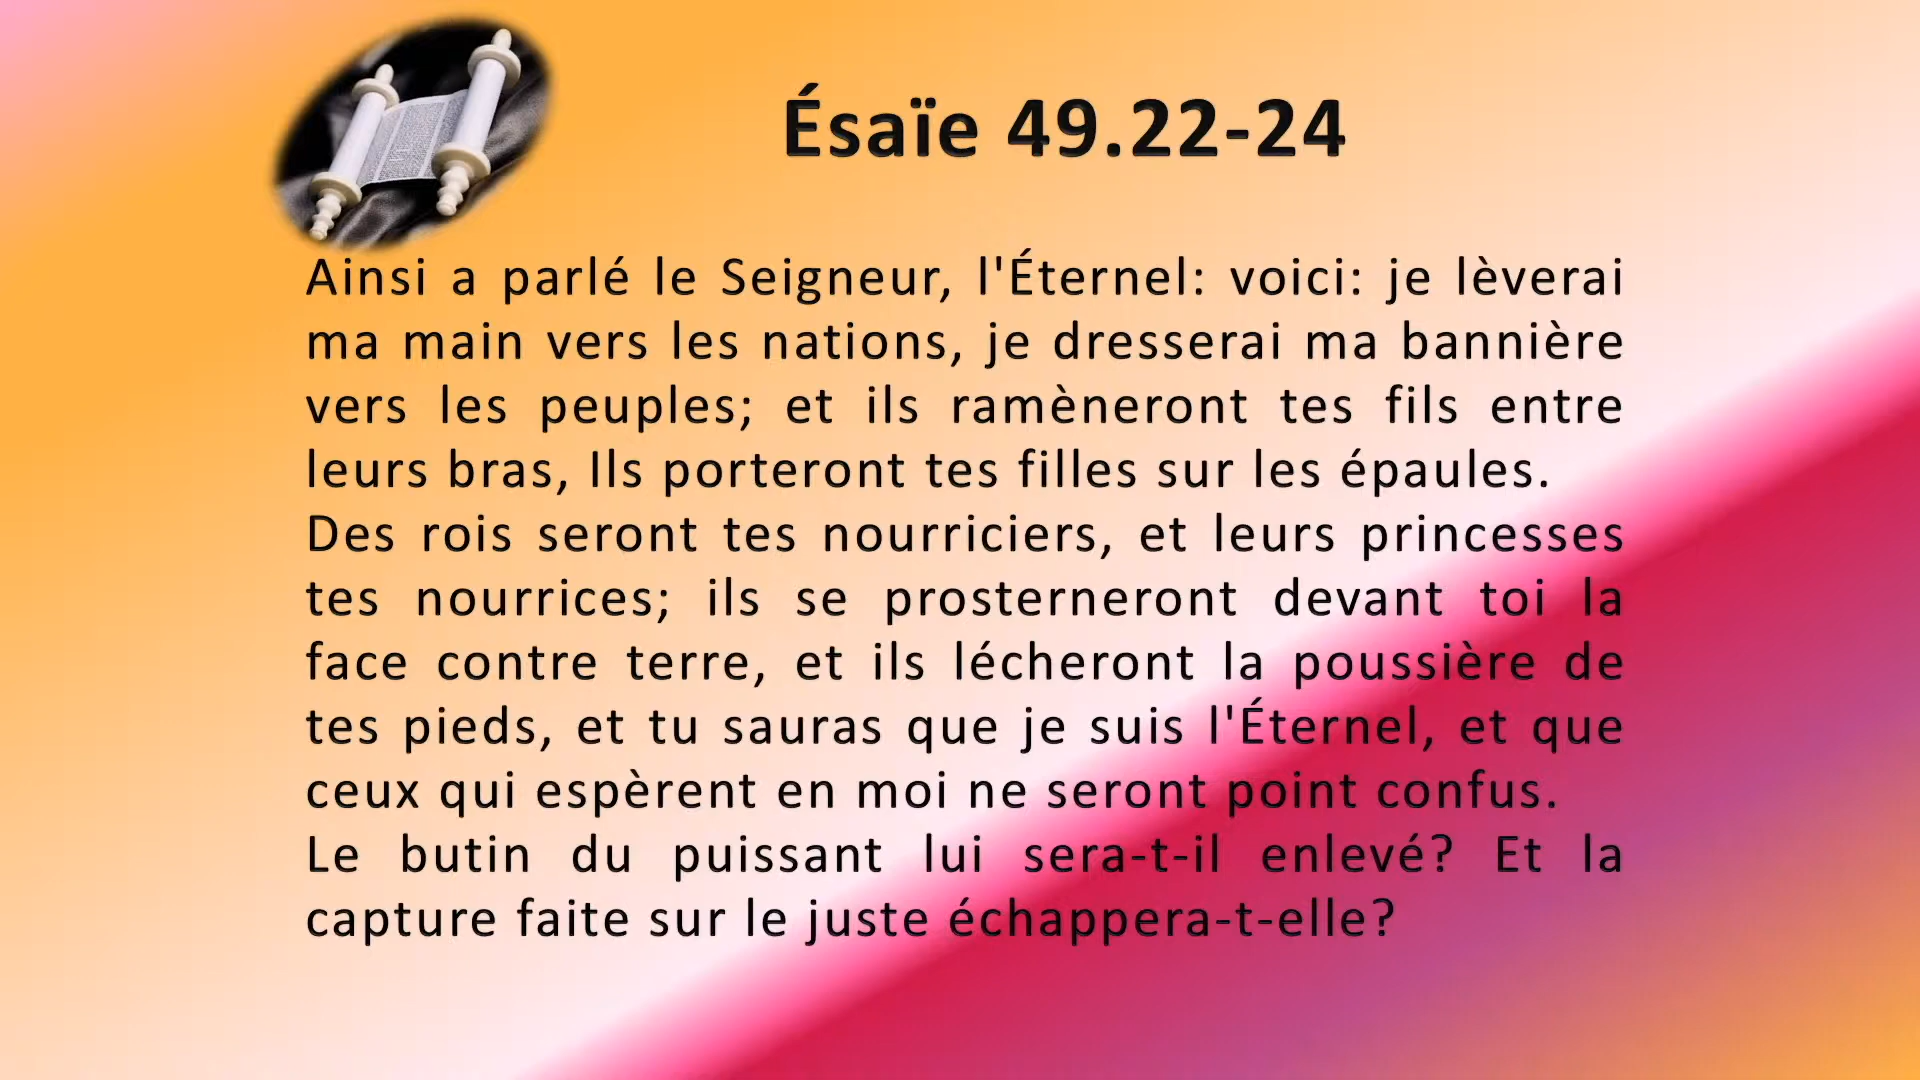 Ésaïe 49.22-24
Ainsi a parlé le Seigneur, l'Éternel: voici: je lèverai
ma main vers les nations, je dresserai ma bannière
vers les peuples; et ils ramèneront tes fils entre
leurs bras, Ils porteront tes filles sur les épaules.
Des rois seront tes nourriciers, et leurs princesses
tes nourrices; ils se prosterneront devant toi la
face contre terre, et ils lécheront la poussière de
tes pieds, et tu sauras que je suis l'Éternel, et que
ceux qui espèrent en moi ne seront point confus.
Le butin du puissant lui sera-t-il enlevé? Et la
capture faite sur le juste échappera-t-elle?